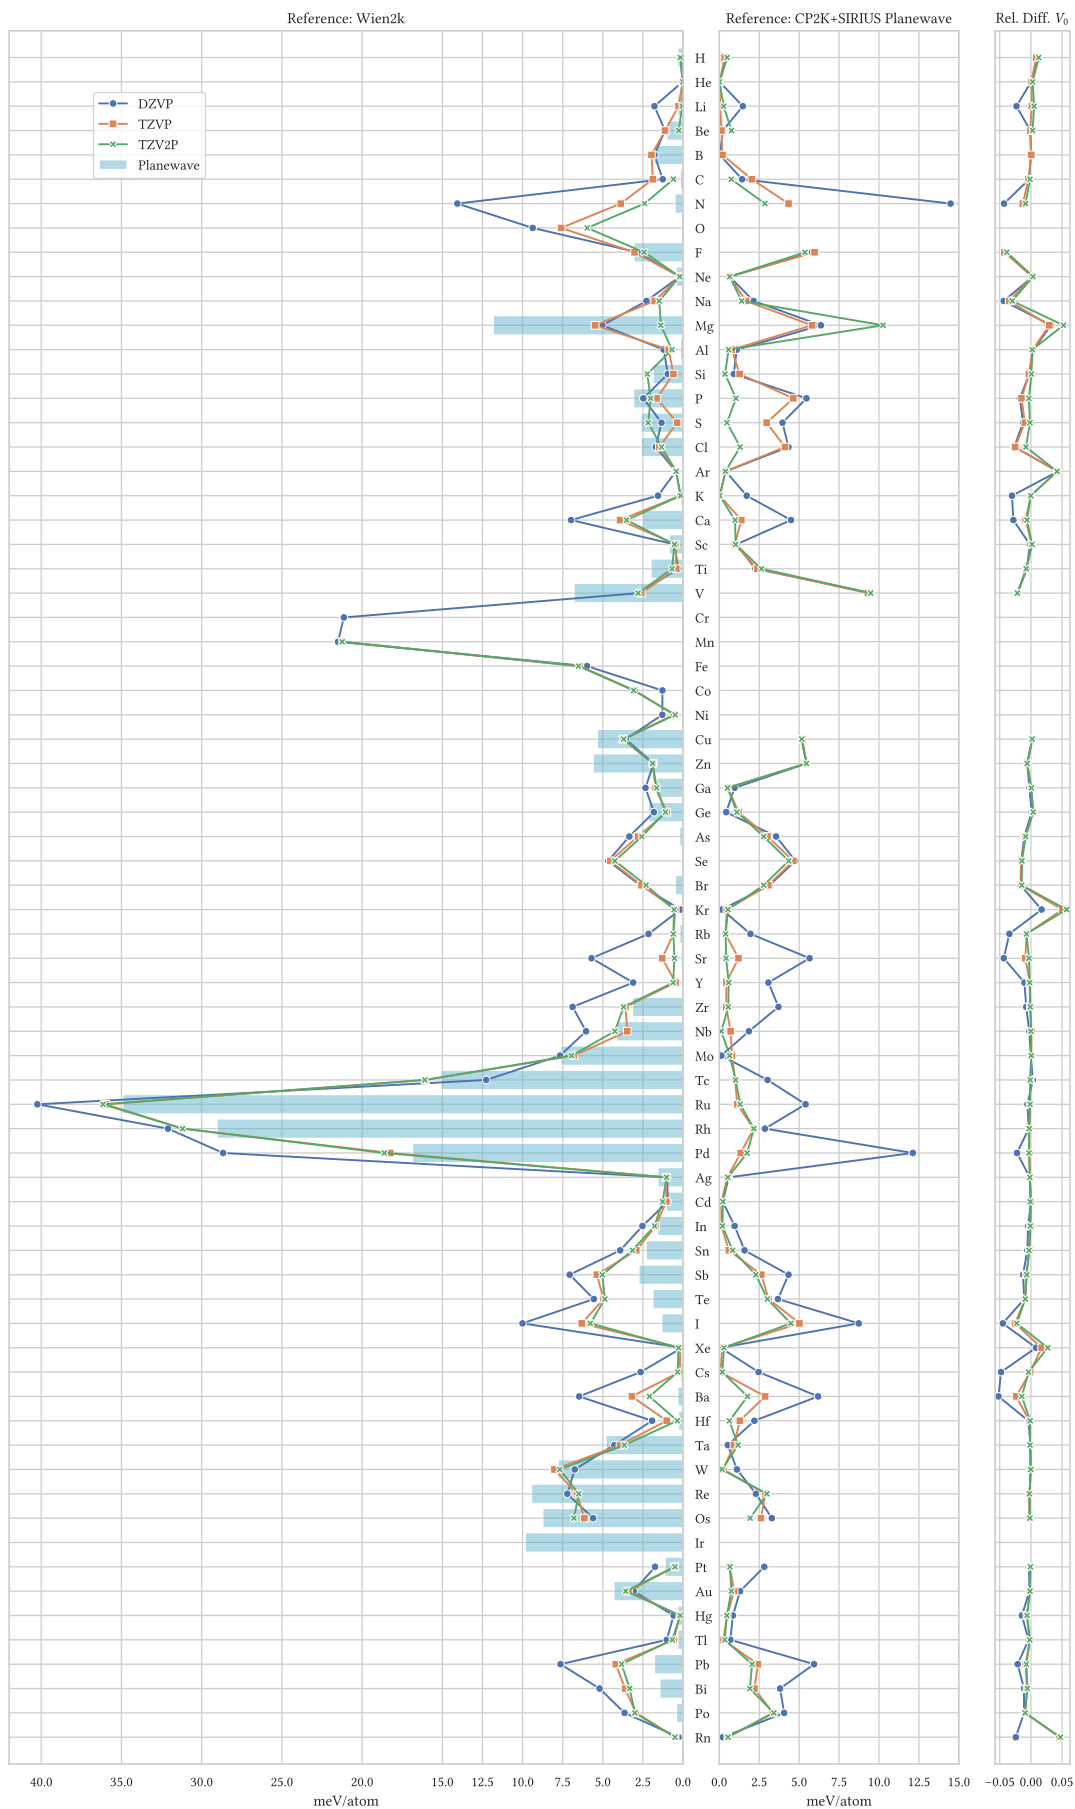 Reference: Wien2k
Reference: CP2K+SIRIUS Planewave
Rel. Diff. V₀
DZVP
TZVP
TZV2P
Planewave
H
He
Li
Be
B
C
N
O
F
Ne
Na
Mg
Al
Si
P
S
Cl
Ar
K
Ca
Sc
Ti
V
Cr
Mn
Fe
Co
Ni
Cu
Zn
Ga
Ge
As
Se
Br
Kr
Rb
Sr
Y
Zr
Nb
Mo
Tc
Ru
Rh
Pd
Ag
Cd
In
Sn
Sb
Te
I
Xe
Cs
Ba
Hf
Ta
W
Re
Os
Ir
Pt
Au
Hg
Tl
Pb
Bi
Po
Rn
40.0 35.0 30.0 25.0 20.0 15.0 12.5 10.0 7.5 5.0 2.5 0.0
0.0 2.5 5.0 7.5 10.0 12.5 15.0
−0.05 0.00 0.05
meV/atom
meV/atom